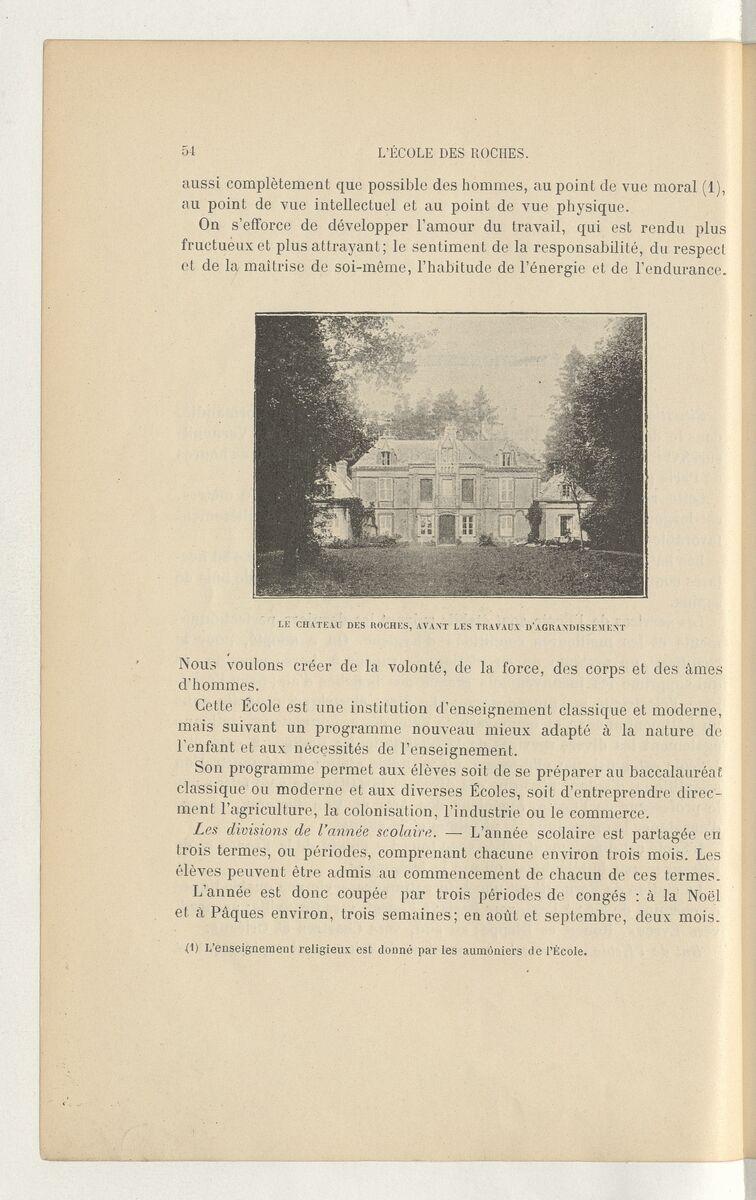 54 L'ÉCOLE DES ROCHES.
aussi complètement que possible des hommes, au point de vue moral (1),
au point de vue intellectuel et au point de vue physique.
On s'efforce de développer l'amour du travail, qui est rendu plus
fructueux et plus attrayant; le sentiment de la responsabilité, du respect
et de la maîtrise de soi-même, l'habitude de l'énergie et de l'endurance.
LE CHATEAU DES ROCHES, AVANT LES TRAVAUX D'AGRANDISSEMENT
Nous voulons créer de la volonté, de la force, des corps et des âmes
d'hommes.
Cette École est une institution d'enseignement classique et moderne,
mais suivant un programme nouveau mieux adapté à la nature de
l'enfant et aux nécessités de l'enseignement.
Son programme permet aux élèves soit de se préparer au baccalauréat
classique ou moderne et aux diverses Écoles, soit d'entreprendre direc-
ment l'agriculture, la colonisation, l'industrie ou le commerce.
Les divisions de l'année scolaire. — L'année scolaire est partagée en
trois termes, ou périodes, comprenant chacune environ trois mois. Les
élèves peuvent être admis au commencement de chacun de ces termes.
L'année est donc coupée par trois périodes de congés : à la Noël
et à Pâques environ, trois semaines; en août et septembre, deux mois.
(1) L'enseignement religieux est donné par les aumôniers de l'École.